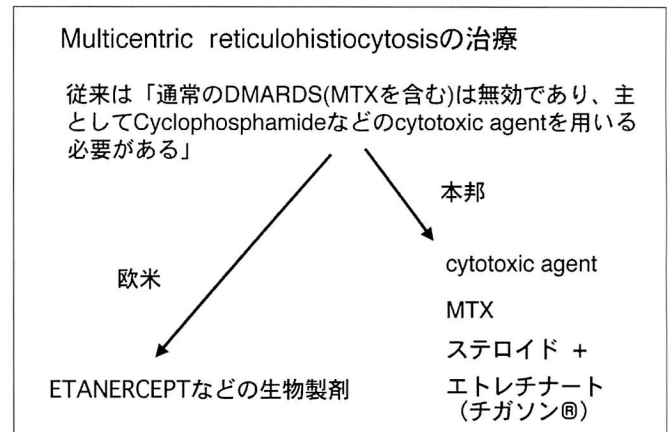 Multicentric reticulohistiocytosisの治療
従来は「通常のDMARDS(MTXを含む)は無効であり、主
としてCyclophosphamideなどのcytotoxic agentを用いる
必要がある」
本邦
欧米
cytotoxic agent
MTX
ステロイド +
エトレチナート
（チガソン®）
ETANERCEPTなどの生物製剤